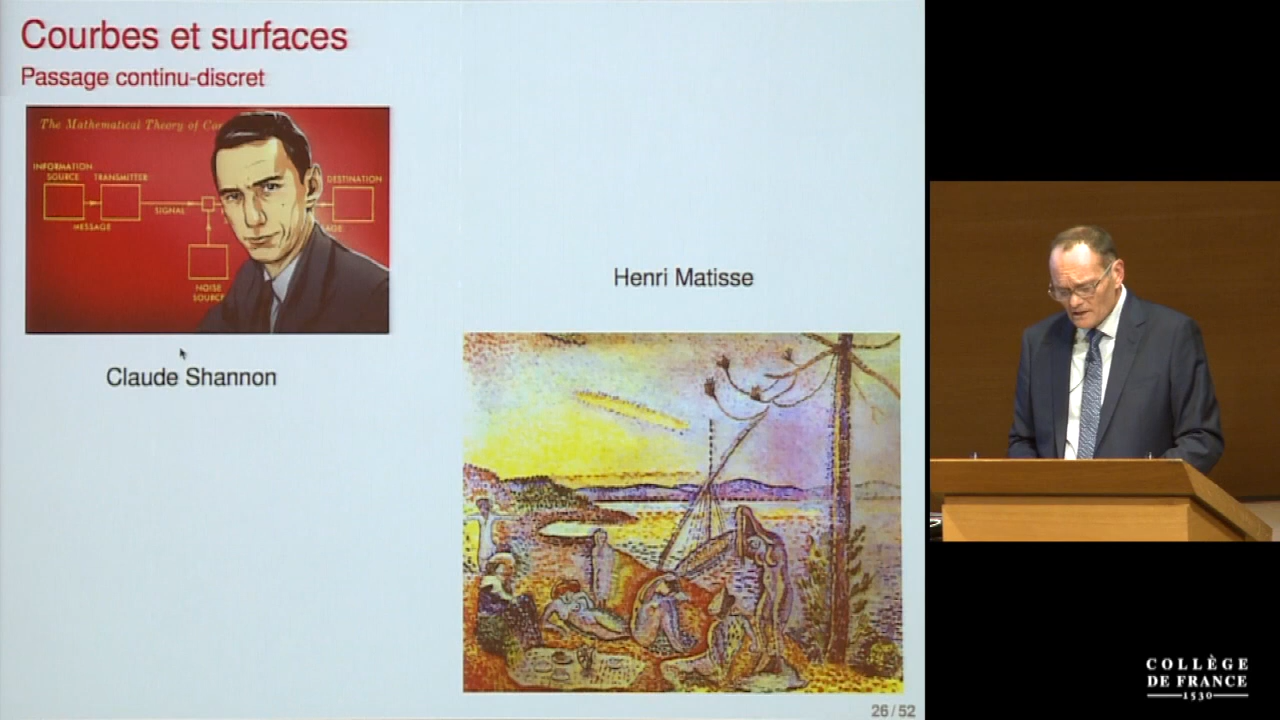 Courbes et surfaces
Passage continu-discret
The Mathematical Theory of Co
INFORMATION
SOURCE
TRANSMITTER
DESTINATION
SIGNAL
MESSAGE
NOISE
SOURCE
Claude Shannon
Henri Matisse
26/52
COLLÈGE
DE FRANCE
1530